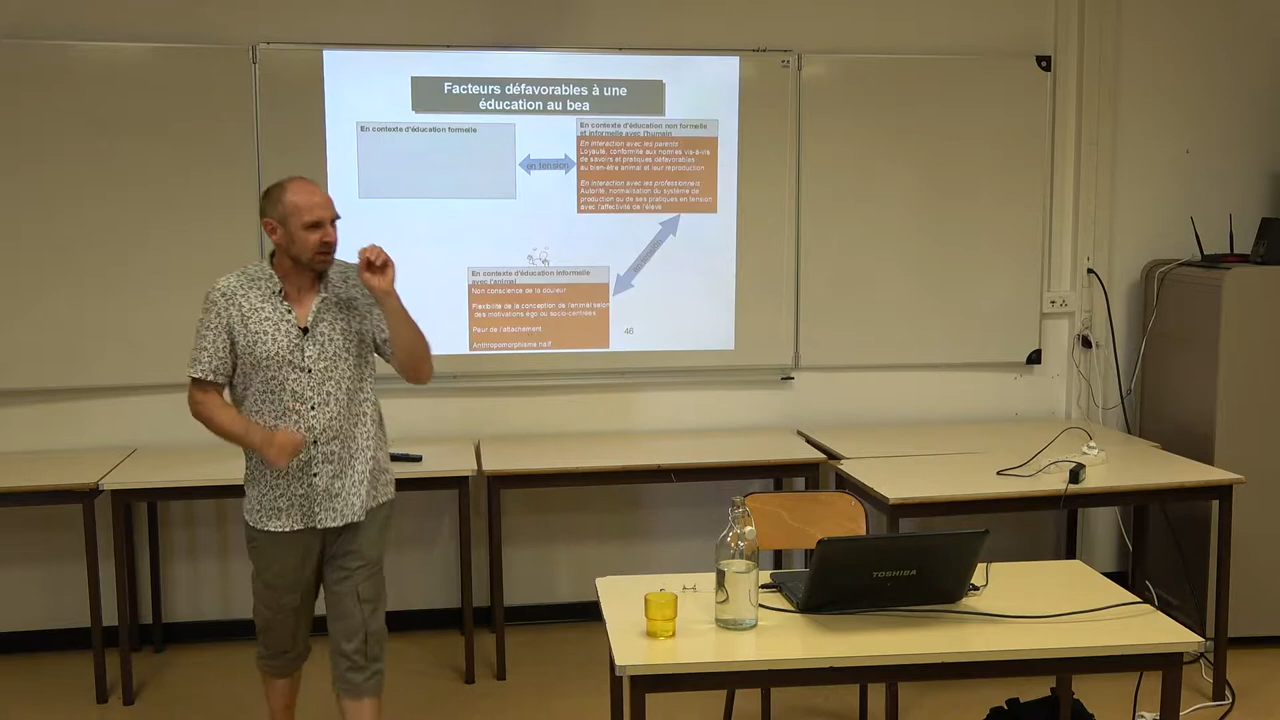 Facteurs défavorables à une
éducation au bea
En contexte d'éducation formelle
en tension
En contexte d'éducation non formelle
et informelle avec l'humain
En interaction avec les parents :
Loyauté, conformité aux normes vis-à-vis
de savoirs et pratiques défavorables
au bien-être animal et leur reproduction
En interaction avec les professionnels :
Autorité, normalisation du système de
production ou de ses pratiques en tension
avec l'affectivité de l'élève
en tension
En contexte d'éducation informelle
avec l'animal
Non conscience de la douleur
Flexibilité de la conception de l'animal selon
des motivations égo ou socio-centrées
Peur de l'attachement
Anthropomorphisme naïf
46
TOSHIBA